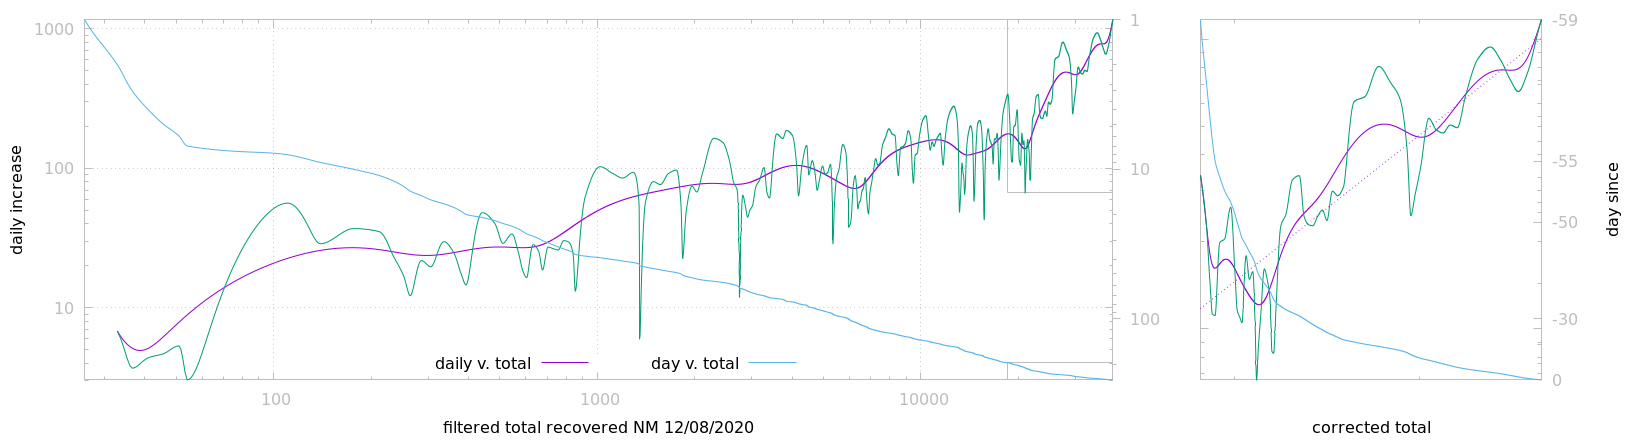 1000
100
10
daily increase
100
1000
10000
filtered total recovered NM 12/08/2020
daily v. total
day v. total
1
10
100
-59
-55
-50
-30
0
day since
corrected total